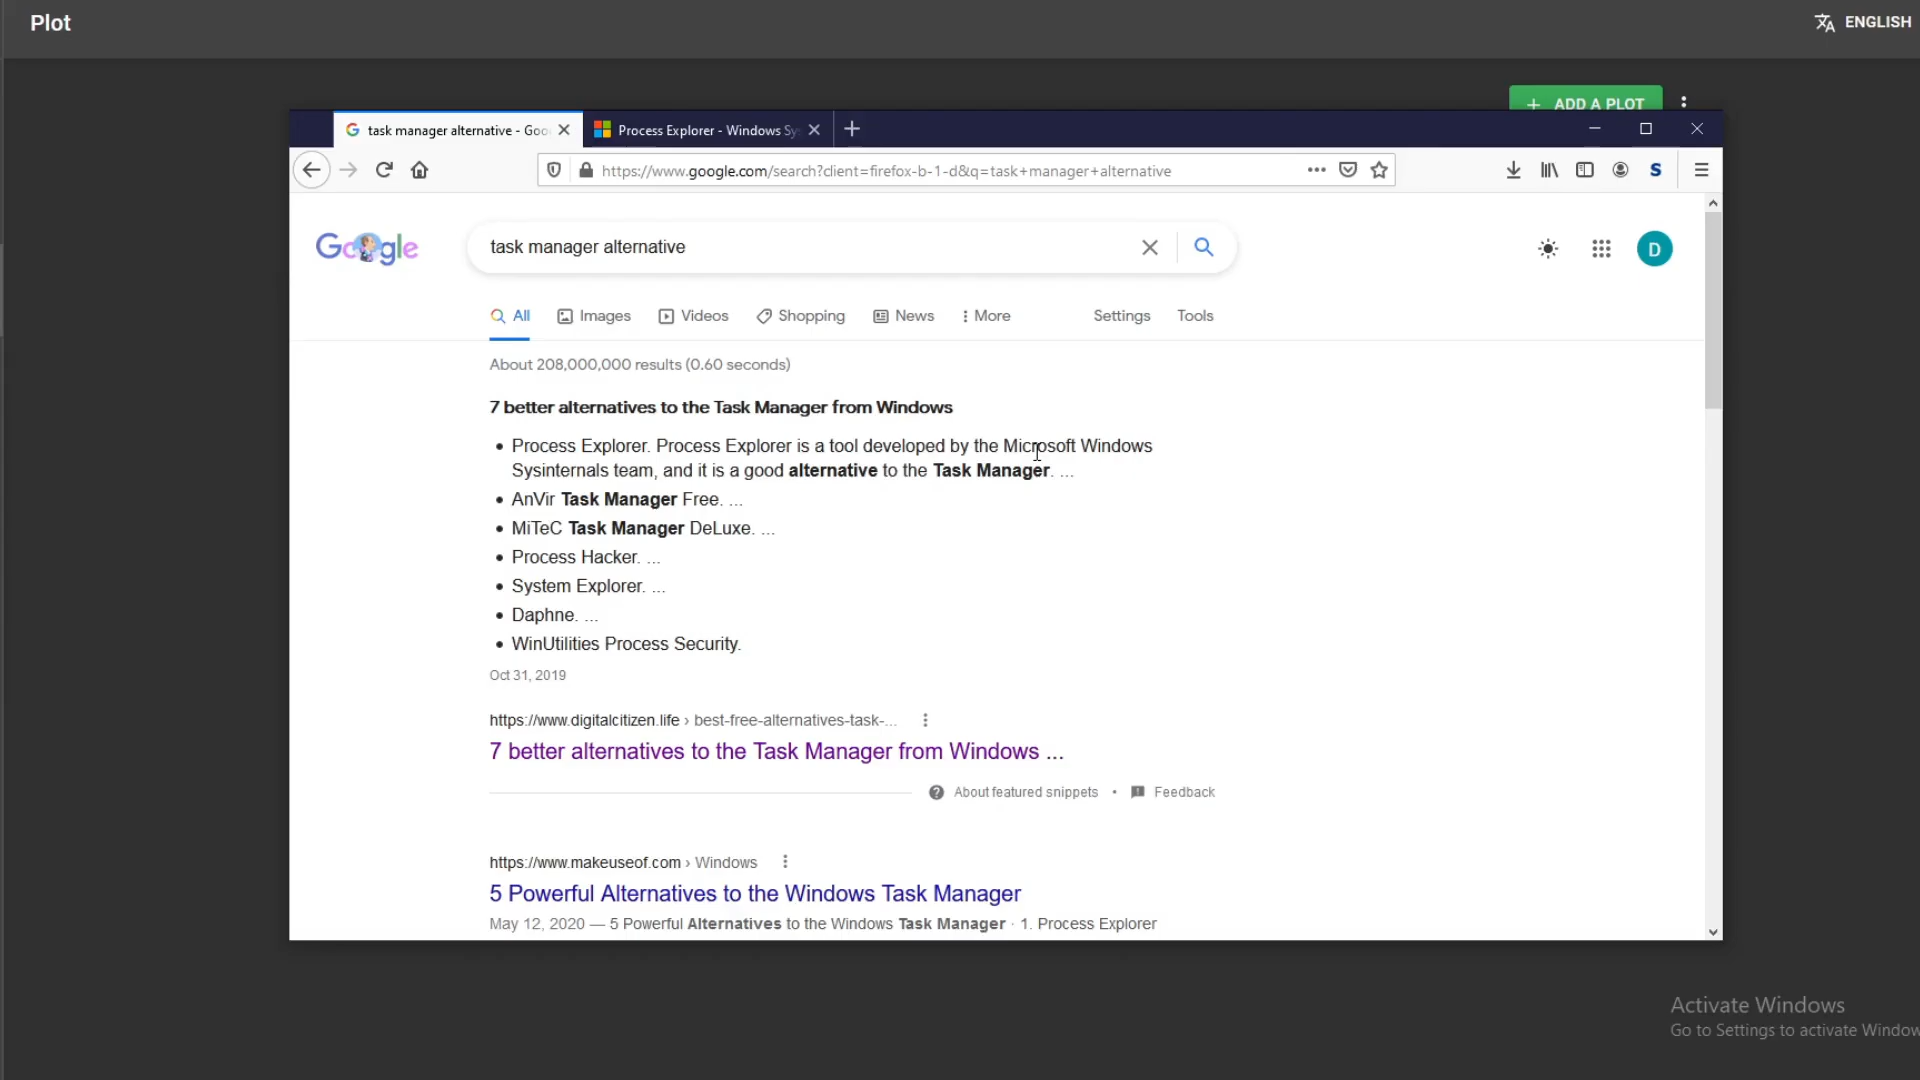 Plot
ENGLISH
ADD A PLOT
task manager alternative - Goo
Process Explorer - Windows Sy
https://www.google.com/search?client=firefox-b-1-d&q=task+manager+alternative
S
Google
task manager alternative
D
All Images Videos Shopping News More Settings Tools
About 208,000,000 results (0.60 seconds)
7 better alternatives to the Task Manager from Windows
• Process Explorer. Process Explorer is a tool developed by the Microsoft Windows
Sysinternals team, and it is a good alternative to the Task Manager. ...
• AnVir Task Manager Free. ...
• MiTeC Task Manager DeLuxe. ...
• Process Hacker. ...
• System Explorer. ...
• Daphne. ...
• WinUtilities Process Security.
Oct 31, 2019
https://www.digitalcitizen.life › best-free-alternatives-task-...
7 better alternatives to the Task Manager from Windows ...
About featured snippets • Feedback
https://www.makeuseof.com › Windows
5 Powerful Alternatives to the Windows Task Manager
May 12, 2020 — 5 Powerful Alternatives to the Windows Task Manager · 1. Process Explorer
Activate Windows
Go to Settings to activate Window